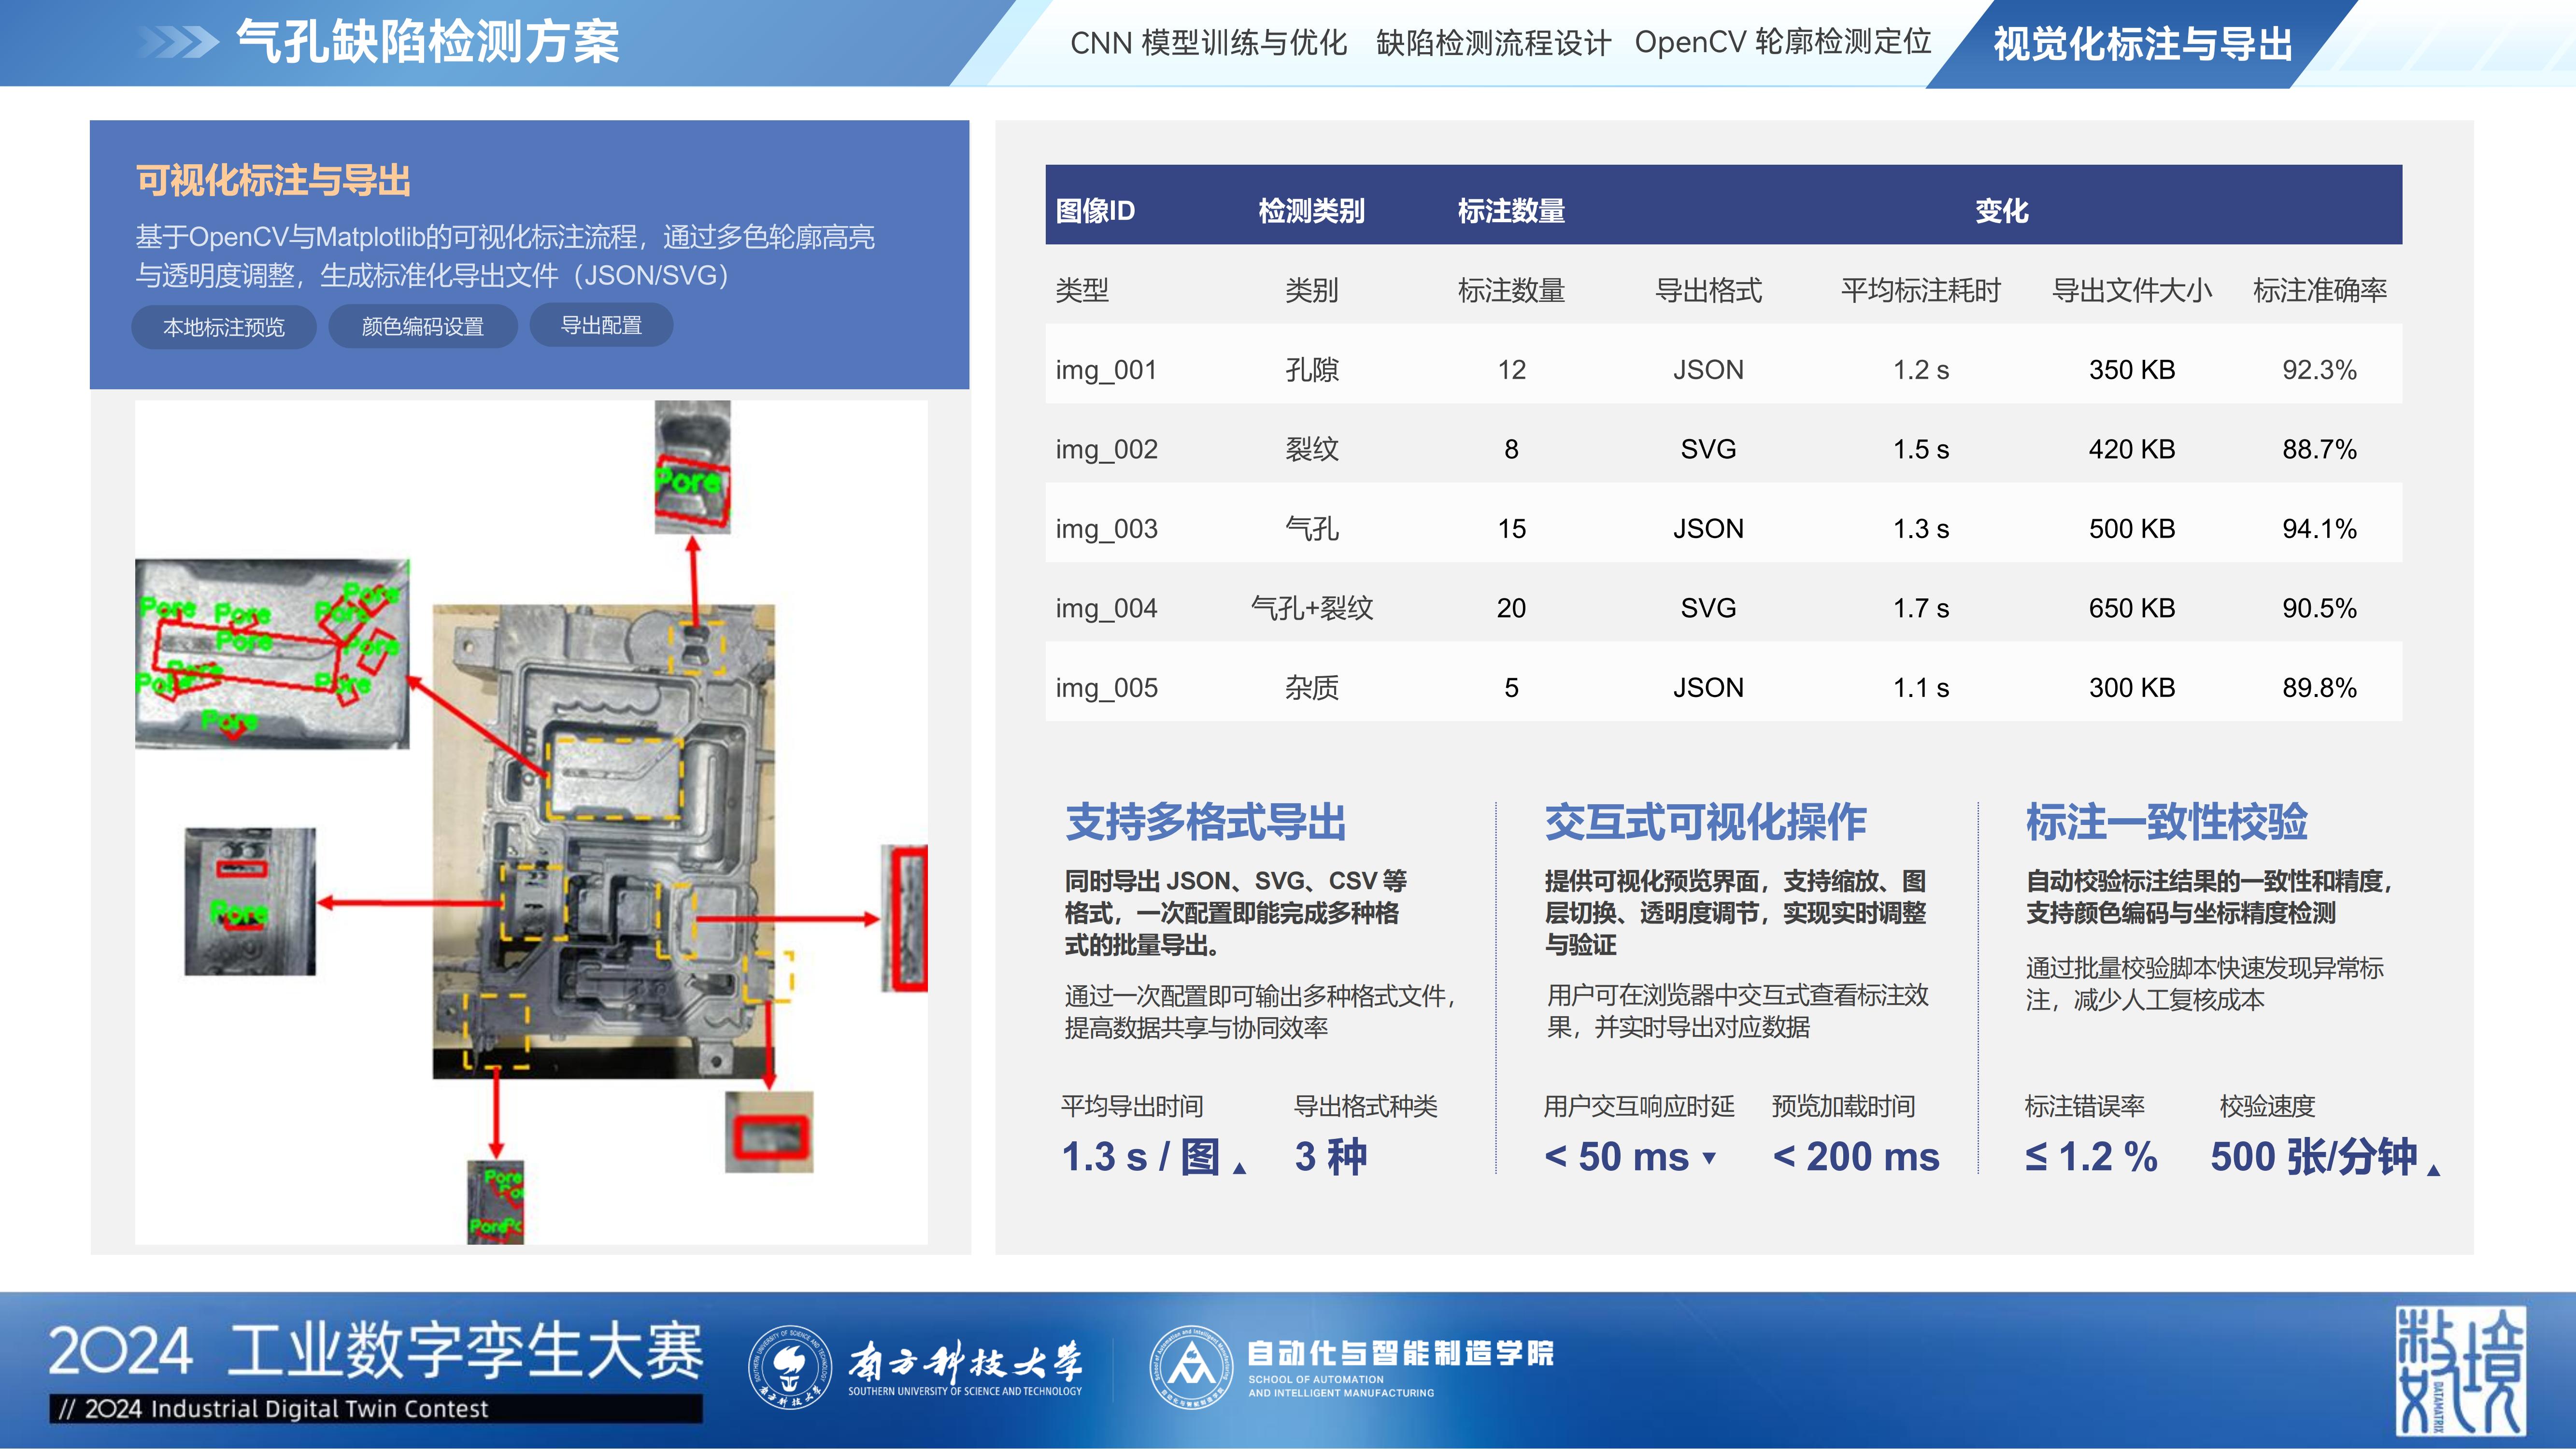 气孔缺陷检测方案
CNN 模型训练与优化 缺陷检测流程设计 OpenCV 轮廓检测定位 视觉化标注与导出
可视化标注与导出
基于OpenCV与Matplotlib的可视化标注流程，通过多色轮廓高亮
与透明度调整，生成标准化导出文件（JSON/SVG）
本地标注预览 颜色编码设置 导出配置
Pore
Pore Pore Pore
Pore
Pore Pore
Pore
Pore Pore
Pore
Pore
Pore
图像ID 检测类别 标注数量 变化
类型 类别 标注数量 导出格式 平均标注耗时 导出文件大小 标注准确率
img_001 孔隙 12 JSON 1.2 s 350 KB 92.3%
img_002 裂纹 8 SVG 1.5 s 420 KB 88.7%
img_003 气孔 15 JSON 1.3 s 500 KB 94.1%
img_004 气孔+裂纹 20 SVG 1.7 s 650 KB 90.5%
img_005 杂质 5 JSON 1.1 s 300 KB 89.8%
支持多格式导出
同时导出 JSON、SVG、CSV 等
格式，一次配置即能完成多种格
式的批量导出。
通过一次配置即可输出多种格式文件，
提高数据共享与协同效率
平均导出时间 导出格式种类
1.3 s / 图 ▲ 3 种
交互式可视化操作
提供可视化预览界面，支持缩放、图
层切换、透明度调节，实现实时调整
与验证
用户可在浏览器中交互式查看标注效
果，并实时导出对应数据
用户交互响应时延 预览加载时间
< 50 ms ▼ < 200 ms
标注一致性校验
自动校验标注结果的一致性和精度，
支持颜色编码与坐标精度检测
通过批量校验脚本快速发现异常标
注，减少人工复核成本
标注错误率 校验速度
≤ 1.2 % 500 张/分钟 ▲
2024 工业数字孪生大赛
// 2024 Industrial Digital Twin Contest
南方科技大学
SOUTHERN UNIVERSITY OF SCIENCE AND TECHNOLOGY
自动化与智能制造学院
SCHOOL OF AUTOMATION
AND INTELLIGENT MANUFACTURING
数境
DATAMATRIX